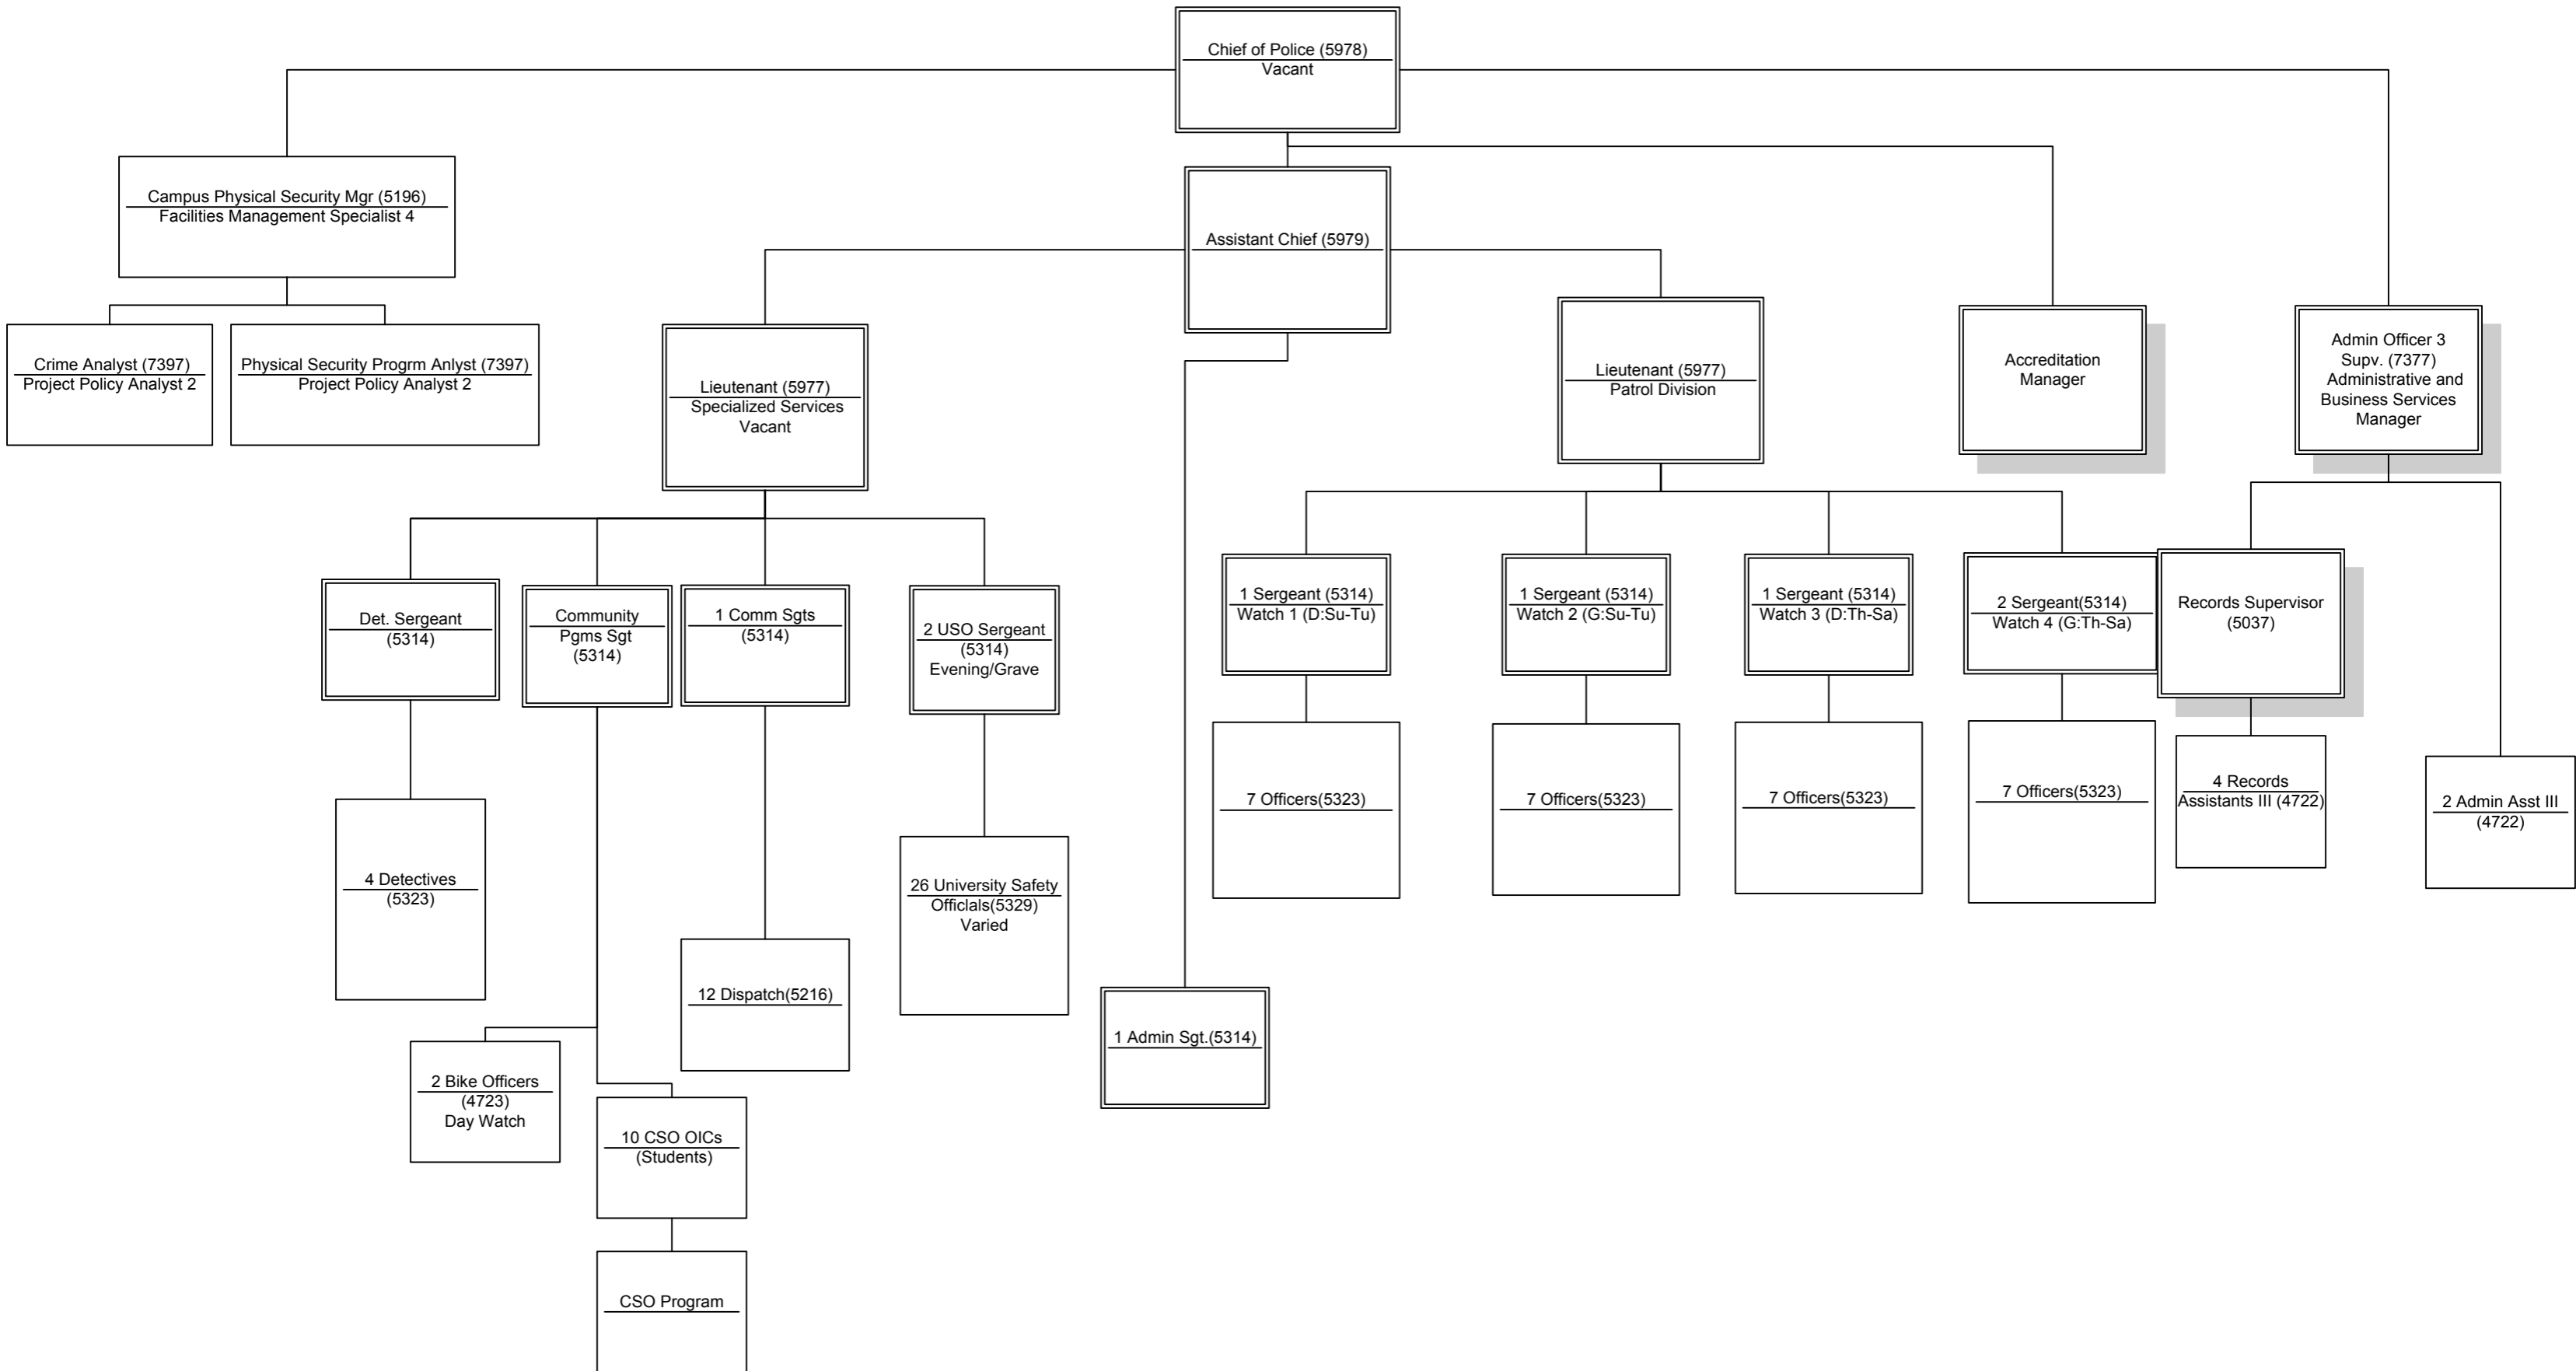 Chief of Police (5978)
Vacant
Campus Physical Security Mgr (5196)
Facilities Management Specialist 4
Assistant Chief (5979)
Crime Analyst (7397)
Project Policy Analyst 2
Physical Security Progrm Anlyst (7397)
Project Policy Analyst 2
Lieutenant (5977)
Specialized Services
Vacant
Lieutenant (5977)
Patrol Division
Accreditation
Manager
Admin Officer 3
Supv. (7377)
Administrative and
Business Services
Manager
Det. Sergeant
(5314)
Community
Pgms Sgt
(5314)
1 Comm Sgts
(5314)
2 USO Sergeant
(5314)
Evening/Grave
1 Sergeant (5314)
Watch 1 (D:Su-Tu)
1 Sergeant (5314)
Watch 2 (G:Su-Tu)
1 Sergeant (5314)
Watch 3 (D:Th-Sa)
2 Sergeant(5314)
Watch 4 (G:Th-Sa)
Records Supervisor
(5037)
4 Detectives
(5323)
12 Dispatch(5216)
26 University Safety
Officlals(5329)
Varied
7 Officers(5323)
7 Officers(5323)
7 Officers(5323)
7 Officers(5323)
4 Records
Assistants III (4722)
2 Admin Asst III
(4722)
1 Admin Sgt.(5314)
2 Bike Officers
(4723)
Day Watch
10 CSO OICs
(Students)
CSO Program